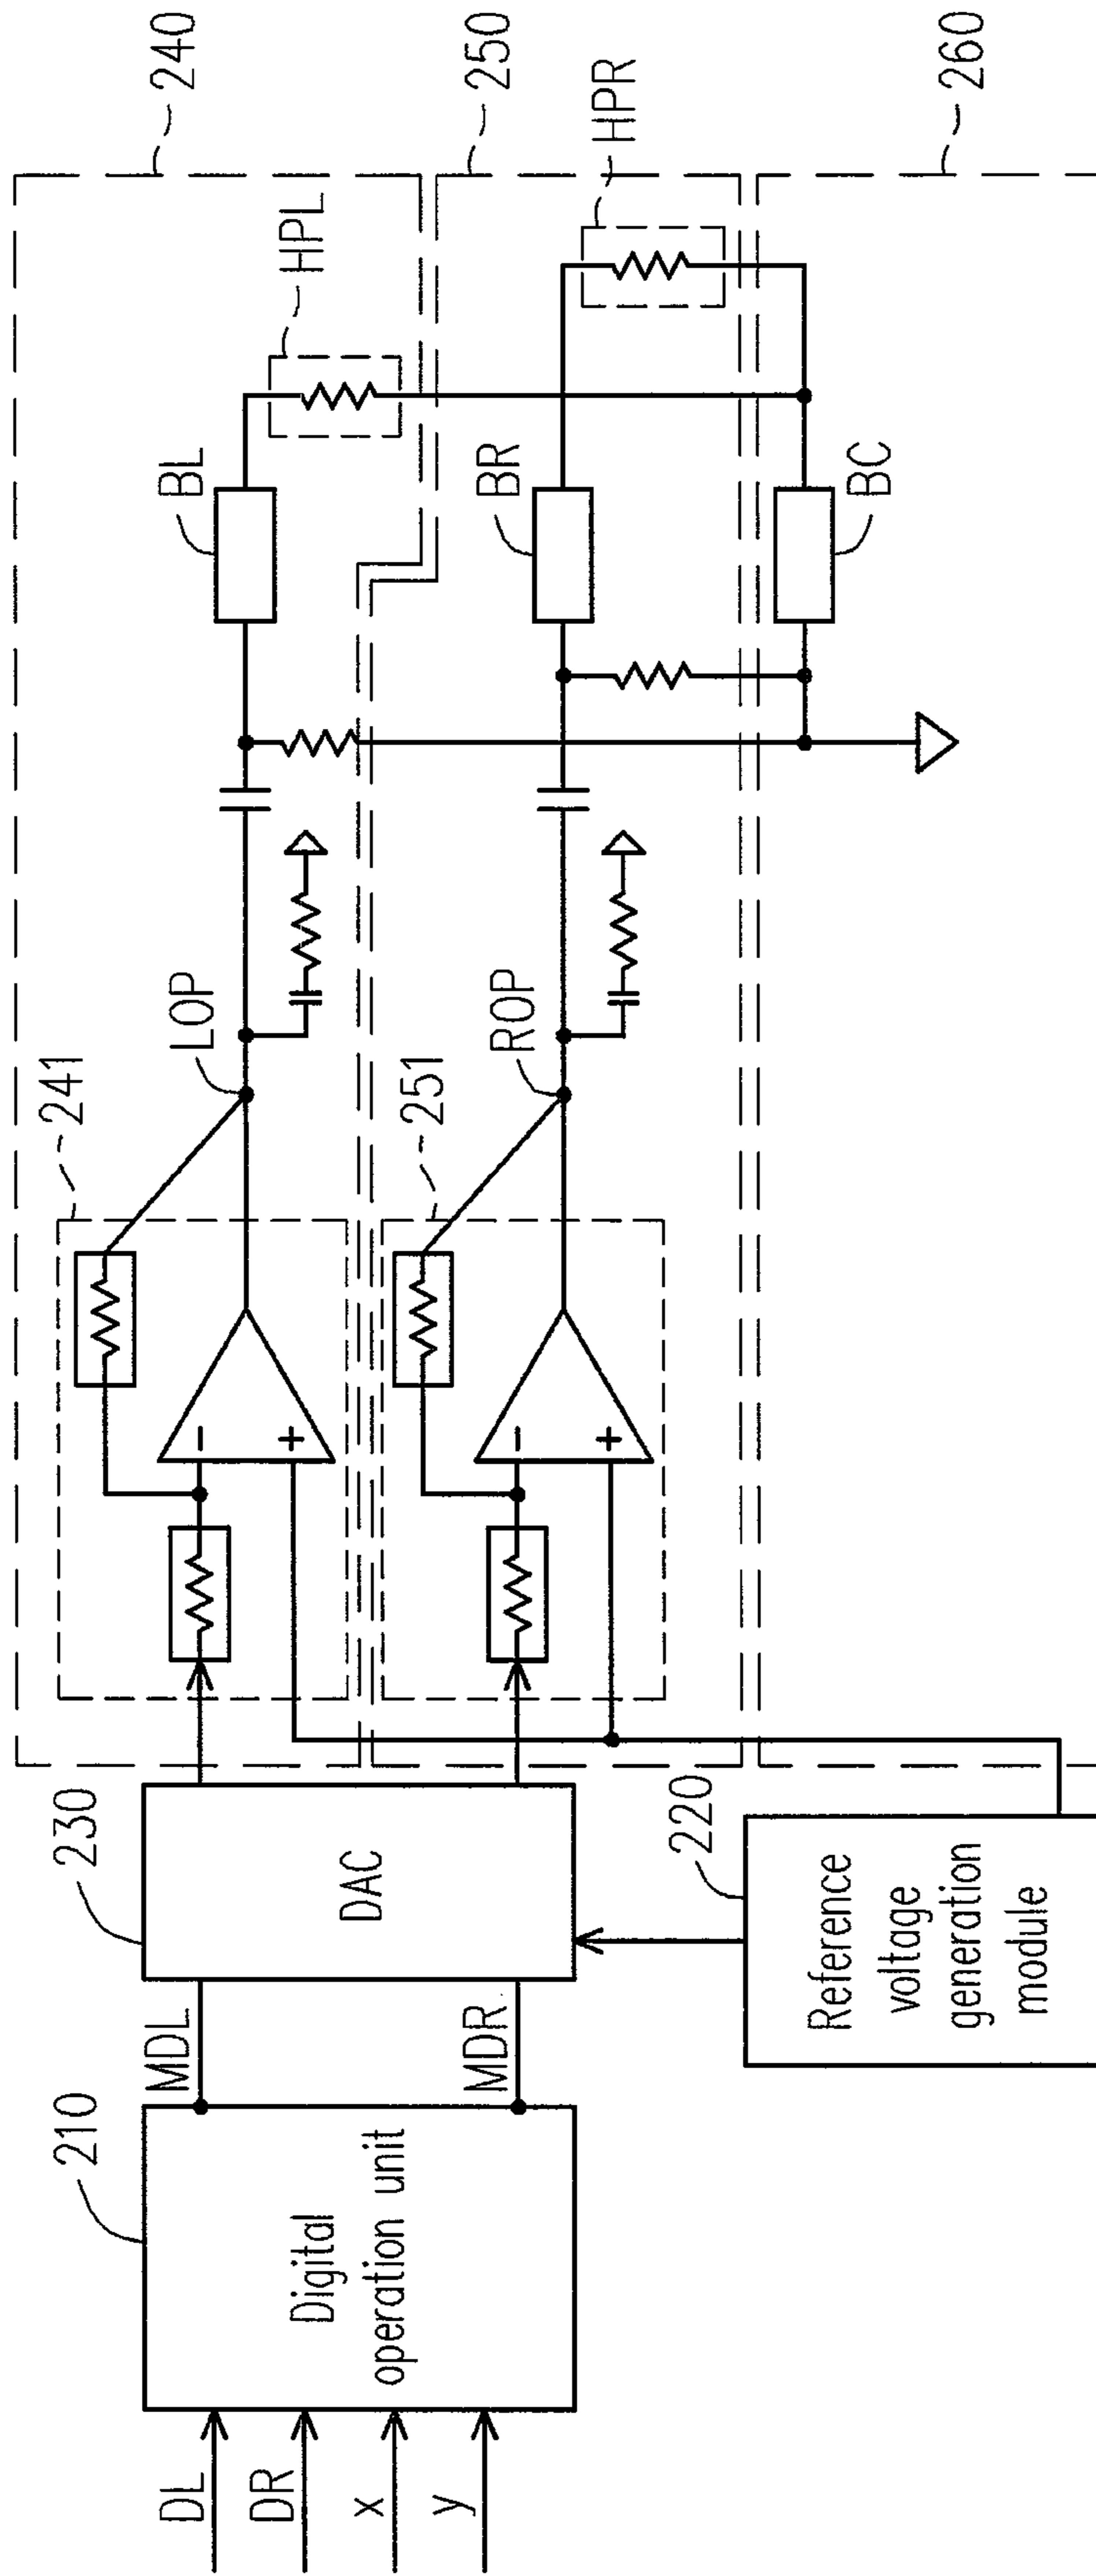 DL
DR
x
y
210
Digital
operation unit
MDL
MDR
230
DAC
220
Reference
voltage
generation
module
241
−
+
LOP
251
−
+
ROP
BL
HPL
BR
HPR
BC
240
250
260